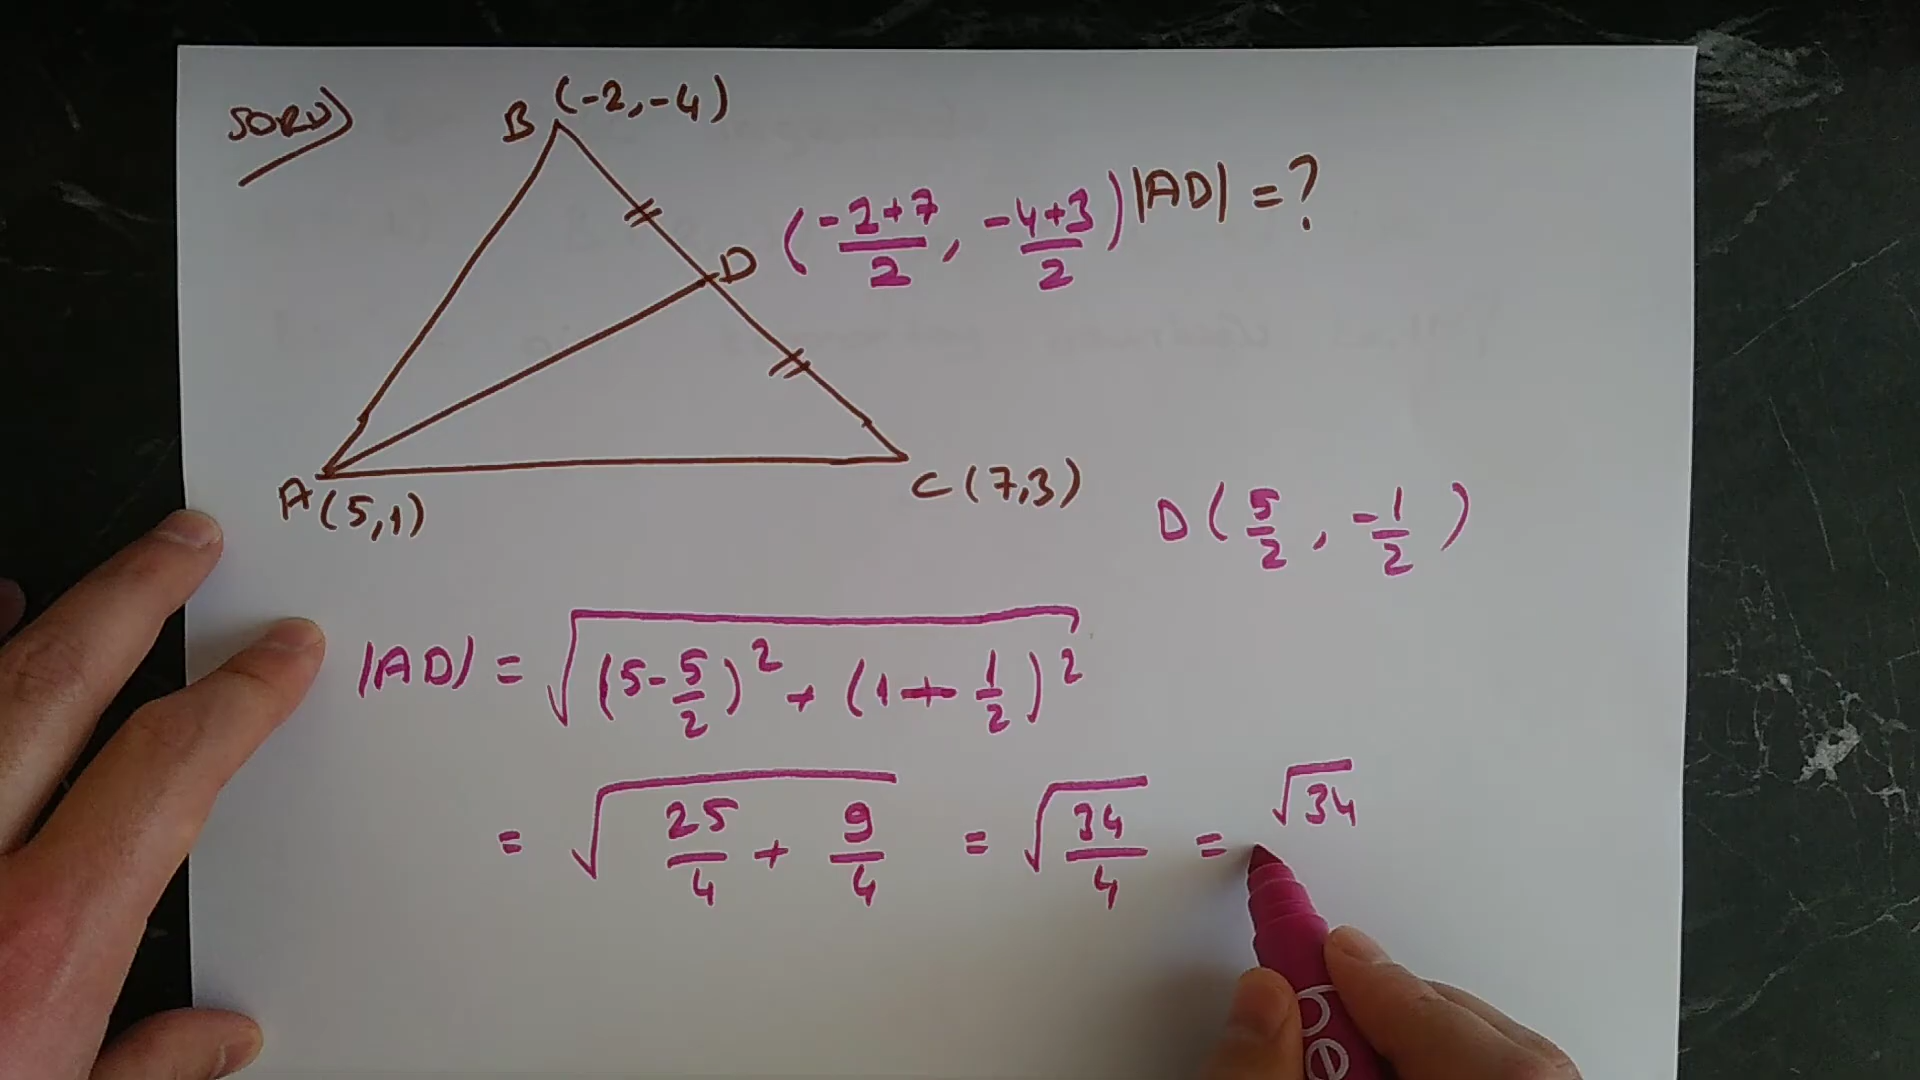 SORU)
B (-2,-4)
D (-2+7/2, -4+3/2) |AD| = ?
A(5,1)
C(7,3)
D(5/2, -1/2)
|AD| = √((5-5/2)² + (1+1/2)²)
= √(25/4 + 9/4) = √(34/4) = √34
be